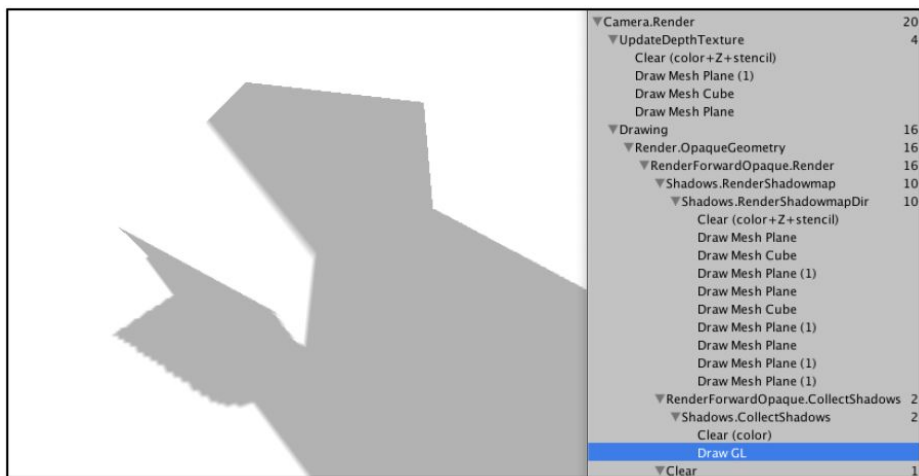 Camera.Render 20
UpdateDepthTexture 4
Clear (color+Z+stencil)
Draw Mesh Plane (1)
Draw Mesh Cube
Draw Mesh Plane
Drawing 16
Render.OpaqueGeometry 16
RenderForwardOpaque.Render 16
Shadows.RenderShadowmap 10
Shadows.RenderShadowmapDir 10
Clear (color+Z+stencil)
Draw Mesh Plane
Draw Mesh Cube
Draw Mesh Plane (1)
Draw Mesh Plane
Draw Mesh Cube
Draw Mesh Plane (1)
Draw Mesh Plane
Draw Mesh Plane (1)
Draw Mesh Plane (1)
RenderForwardOpaque.CollectShadows 2
Shadows.CollectShadows 2
Clear (color)
Draw GL
Clear 1